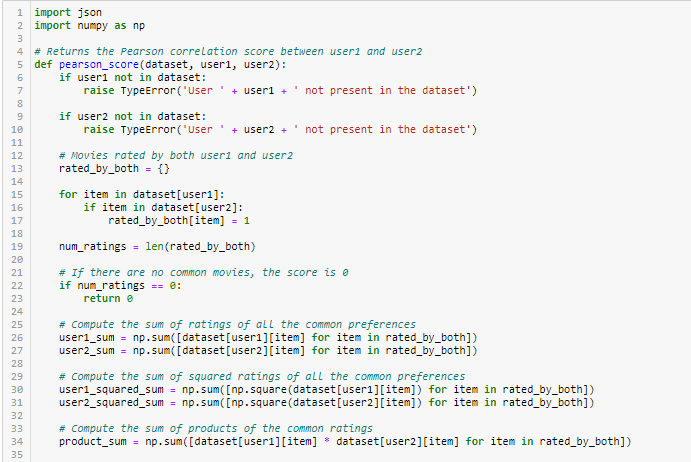 1 import json
2 import numpy as np
3
4 # Returns the Pearson correlation score between user1 and user2
5 def pearson_score(dataset, user1, user2):
6     if user1 not in dataset:
7         raise TypeError('User ' + user1 + ' not present in the dataset')
8
9     if user2 not in dataset:
10         raise TypeError('User ' + user2 + ' not present in the dataset')
11
12     # Movies rated by both user1 and user2
13     rated_by_both = {}
14
15     for item in dataset[user1]:
16         if item in dataset[user2]:
17             rated_by_both[item] = 1
18
19     num_ratings = len(rated_by_both)
20
21     # If there are no common movies, the score is 0
22     if num_ratings == 0:
23         return 0
24
25     # Compute the sum of ratings of all the common preferences
26     user1_sum = np.sum([dataset[user1][item] for item in rated_by_both])
27     user2_sum = np.sum([dataset[user2][item] for item in rated_by_both])
28
29     # Compute the sum of squared ratings of all the common preferences
30     user1_squared_sum = np.sum([np.square(dataset[user1][item]) for item in rated_by_both])
31     user2_squared_sum = np.sum([np.square(dataset[user2][item]) for item in rated_by_both])
32
33     # Compute the sum of products of the common ratings
34     product_sum = np.sum([dataset[user1][item] * dataset[user2][item] for item in rated_by_both])
35